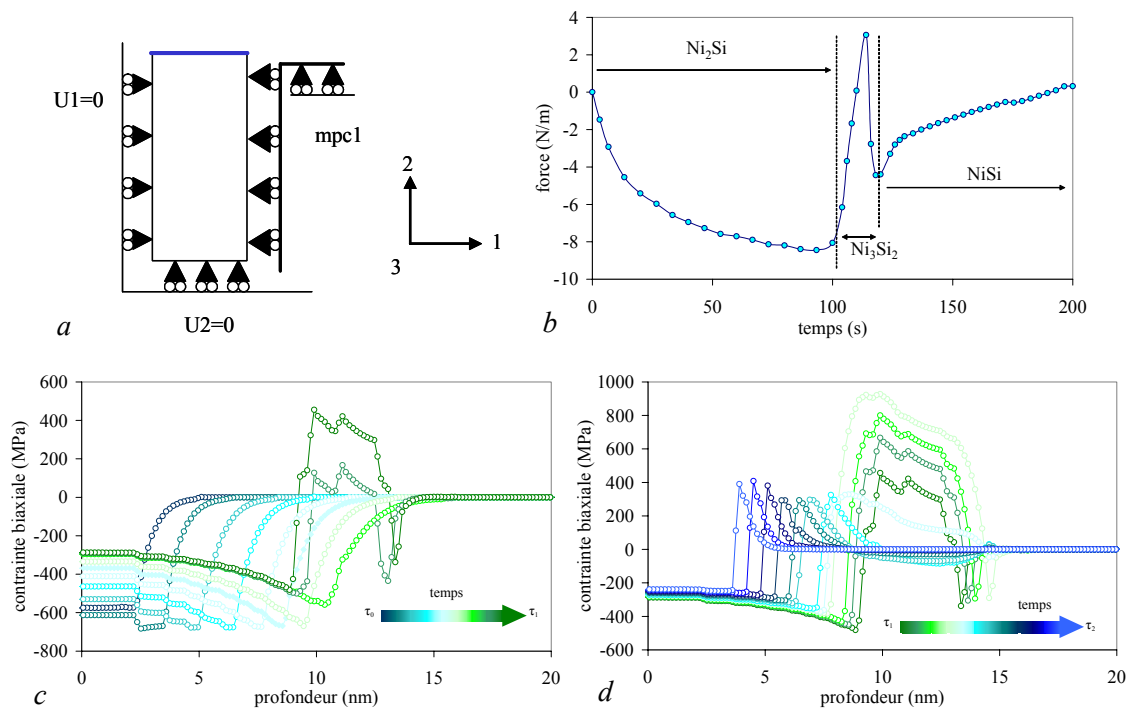 U1=0
mpc1
2
1
3
U2=0
a
4
2
0
-2
-4
-6
-8
-10
force (N/m)
Ni₂Si
Ni₃Si₂
NiSi
0
50
100
150
200
temps (s)
b
600
400
200
0
-200
-400
-600
-800
contrainte biaxiale (MPa)
temps
τ₀
τ₁
0
5
10
15
20
profondeur (nm)
c
1000
800
600
400
200
0
-200
-400
-600
contrainte biaxiale (MPa)
temps
τ₁
τ₂
0
5
10
15
20
profondeur (nm)
d